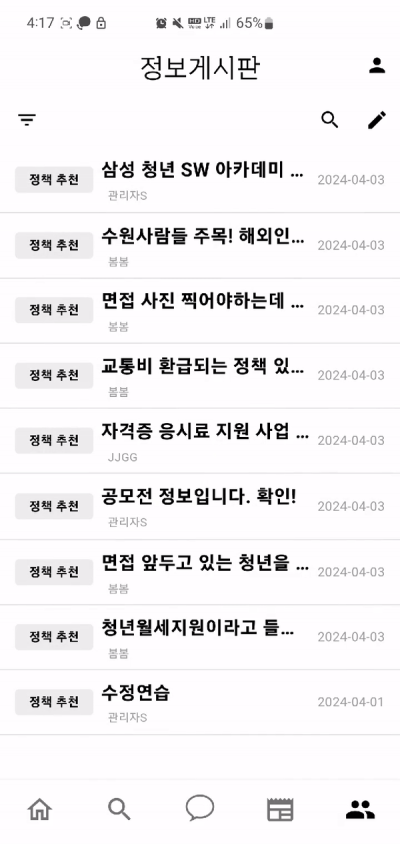 4:17 LTE 65%
정보게시판
정책 추천 삼성 청년 SW 아카데미 ... 2024-04-03
관리자S
정책 추천 수원사람들 주목! 해외인... 2024-04-03
봄봄
정책 추천 면접 사진 찍어야하는데 ... 2024-04-03
봄봄
정책 추천 교통비 환급되는 정책 있... 2024-04-03
봄봄
정책 추천 자격증 응시료 지원 사업 ... 2024-04-03
JJGG
정책 추천 공모전 정보입니다. 확인! 2024-04-03
관리자S
정책 추천 면접 앞두고 있는 청년을 ... 2024-04-03
봄봄
정책 추천 청년월세지원이라고 들... 2024-04-03
봄봄
정책 추천 수정연습 2024-04-01
관리자S